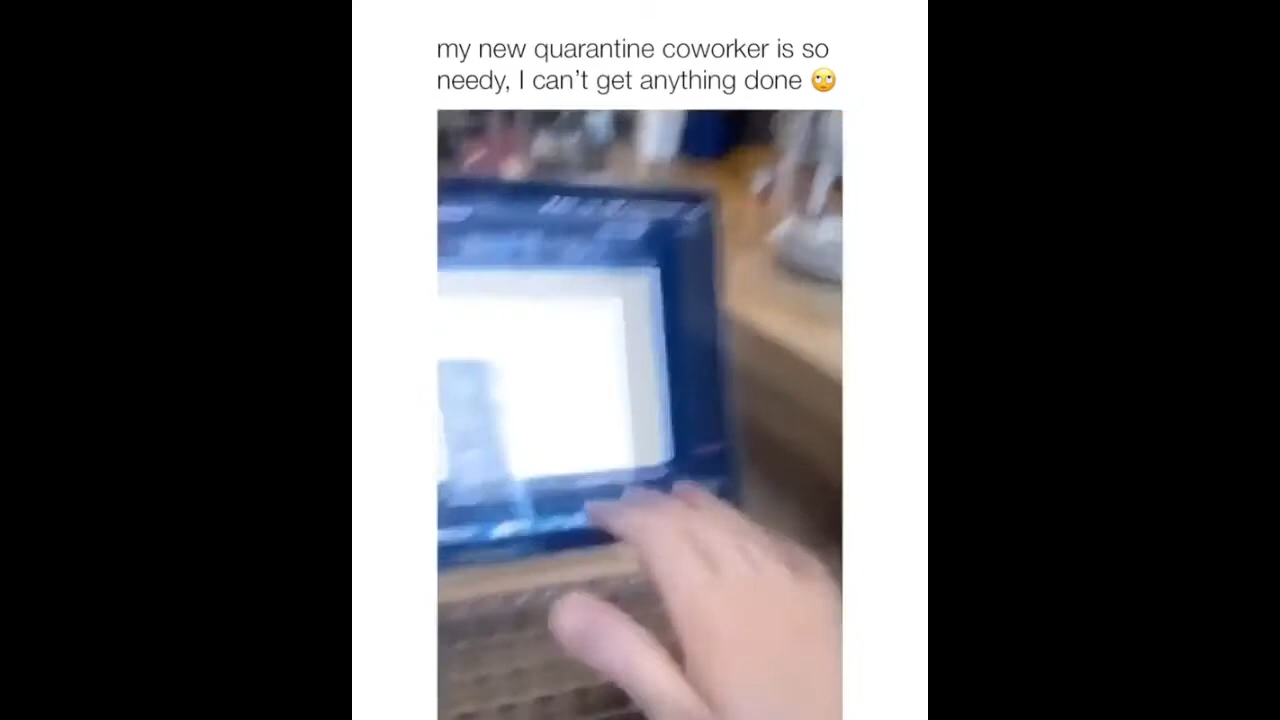 my new quarantine coworker is so
needy, I can’t get anything done 🙄